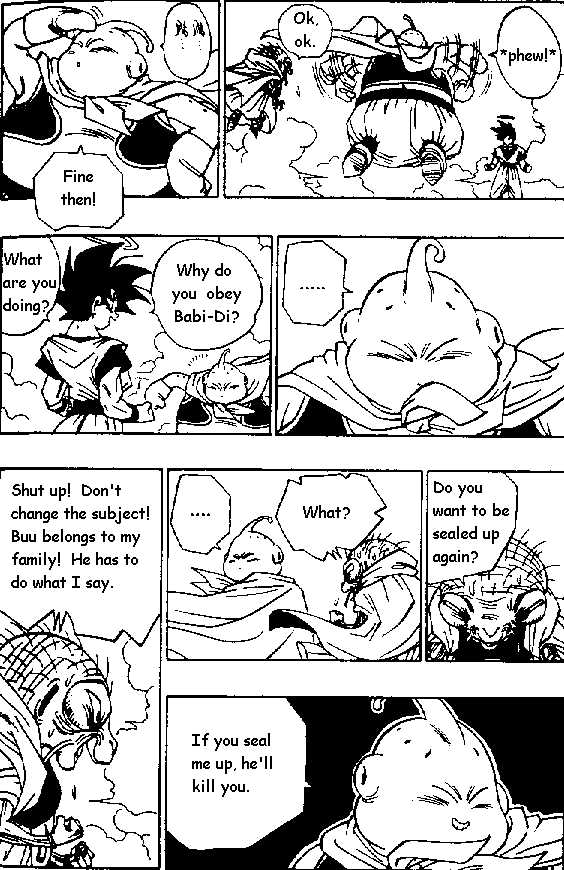 *phew!*
Ok,
ok.
Fine
then!
.....
Why do
you obey
Babi-Di?
What
are you
doing?
Do you
want to be
sealed up
again?
What?
....
If you seal
me up, he'll
kill you.
Shut up! Don't
change the subject!
Buu belongs to my
family! He has to
do what I say.